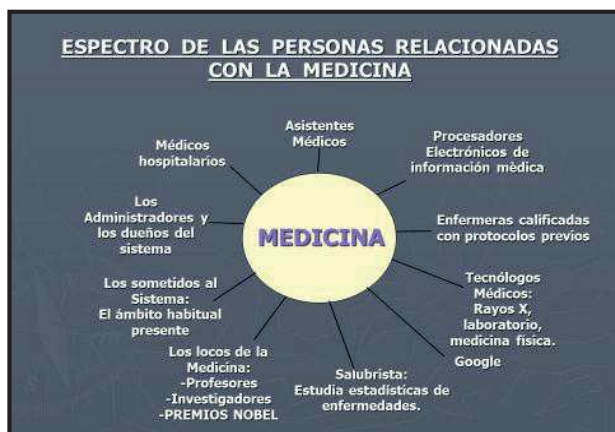 ESPECTRO DE LAS PERSONAS RELACIONADAS
CON LA MEDICINA
Asistentes
Médicos
Procesadores
Electrónicos de
información mèdica
Enfermeras calificadas
con protocolos previos
Tecnólogos
Médicos:
Rayos X,
laboratorio,
medicina física.
Google
Salubrista:
Estudia estadísticas de
enfermedades.
Los locos de la
Medicina:
-Profesores
-Investigadores
-PREMIOS NOBEL
Los sometidos al
Sistema:
El ámbito habitual
presente
Los
Administradores y
los dueños del
sistema
Médicos
hospitalarios
MEDICINA